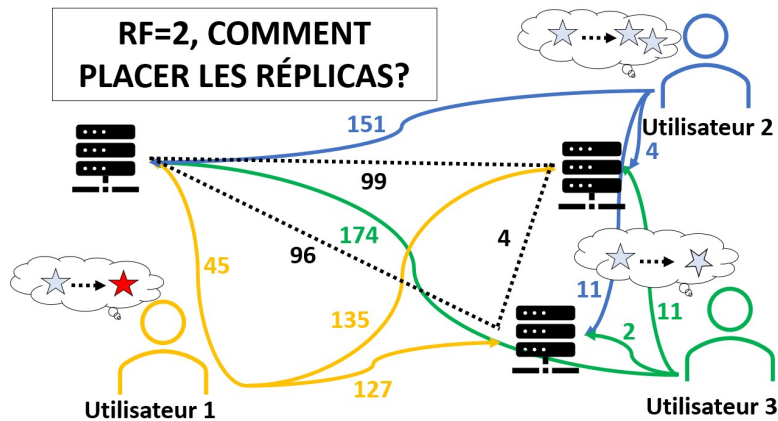 RF=2, COMMENT
PLACER LES RÉPLICAS?
151
Utilisateur 2
4
99
174
4
45
96
11
135
2
11
127
Utilisateur 1
Utilisateur 3